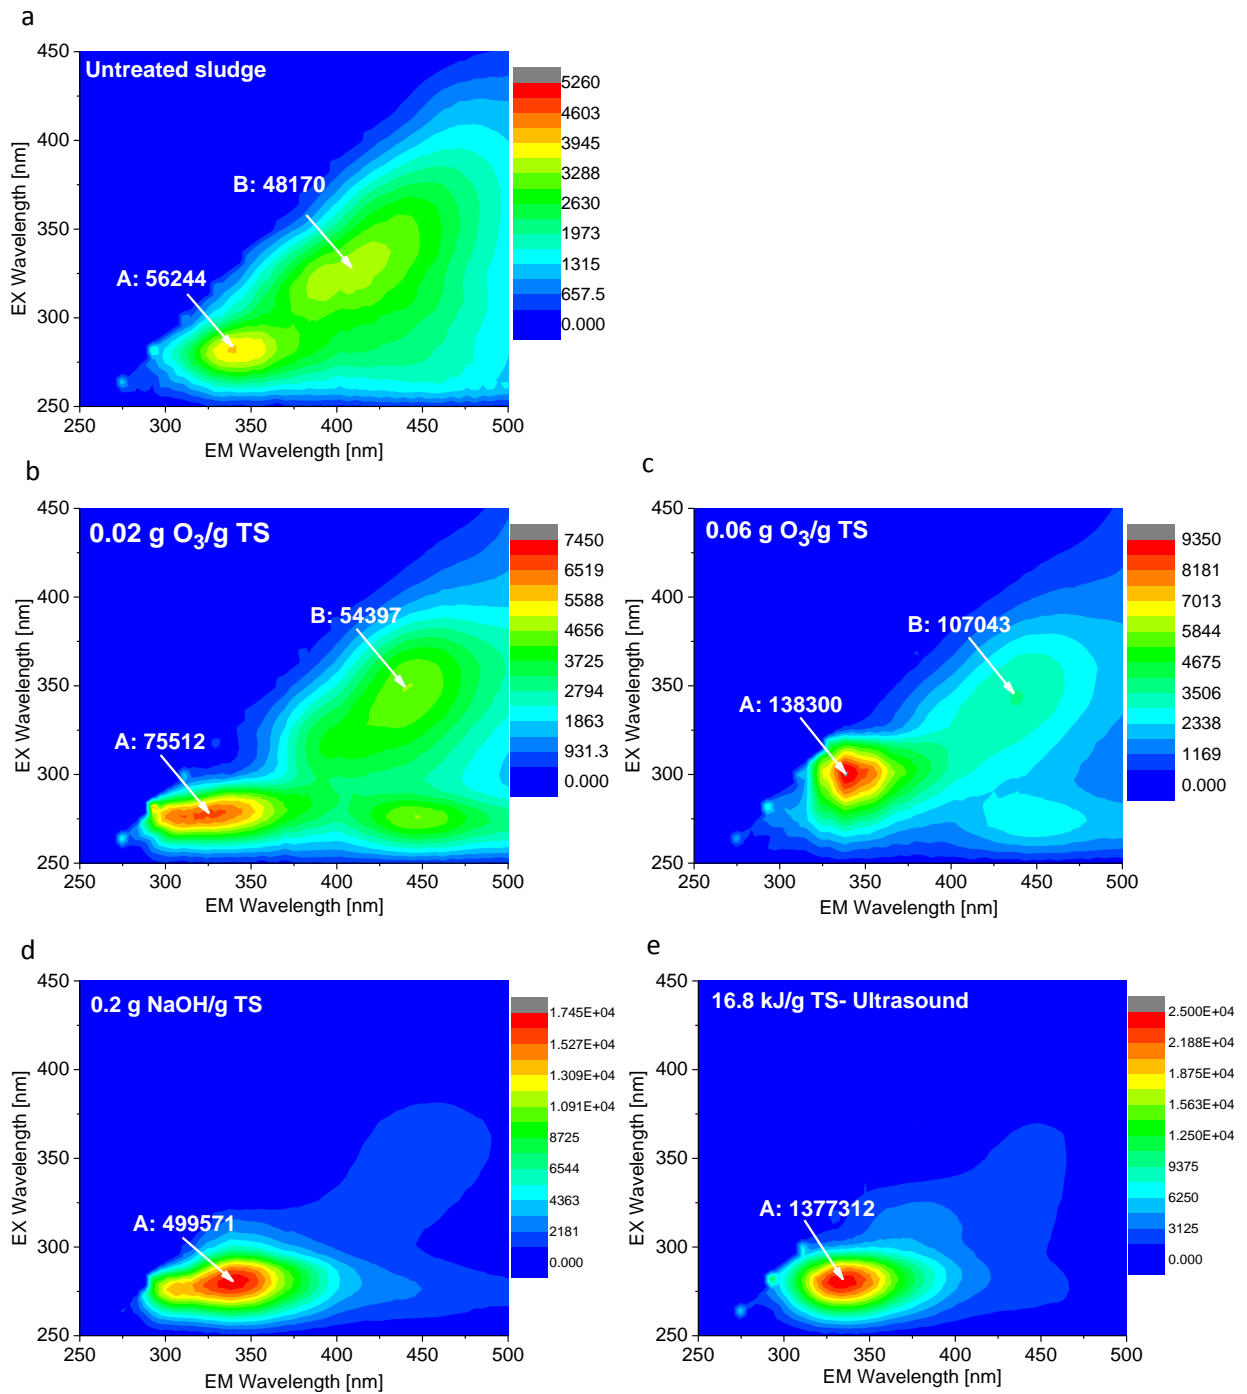 a
Untreated sludge
B: 48170
A: 56244
450
400
350
300
250
EX Wavelength [nm]
250 300 350 400 450 500
EM Wavelength [nm]
5260
4603
3945
3288
2630
1973
1315
657.5
0.000
b
0.02 g O₃/g TS
B: 54397
A: 75512
450
400
350
300
250
EX Wavelength [nm]
250 300 350 400 450 500
EM Wavelength [nm]
7450
6519
5588
4656
3725
2794
1863
931.3
0.000
c
0.06 g O₃/g TS
B: 107043
A: 138300
450
400
350
300
250
EX Wavelength [nm]
250 300 350 400 450 500
EM Wavelength [nm]
9350
8181
7013
5844
4675
3506
2338
1169
0.000
d
0.2 g NaOH/g TS
A: 499571
450
400
350
300
250
EX Wavelength [nm]
250 300 350 400 450 500
EM Wavelength [nm]
1.745E+04
1.527E+04
1.309E+04
1.091E+04
8725
6544
4363
2181
0.000
e
16.8 kJ/g TS- Ultrasound
A: 1377312
450
400
350
300
250
EX Wavelength [nm]
250 300 350 400 450 500
EM Wavelength [nm]
2.500E+04
2.188E+04
1.875E+04
1.563E+04
1.250E+04
9375
6250
3125
0.000